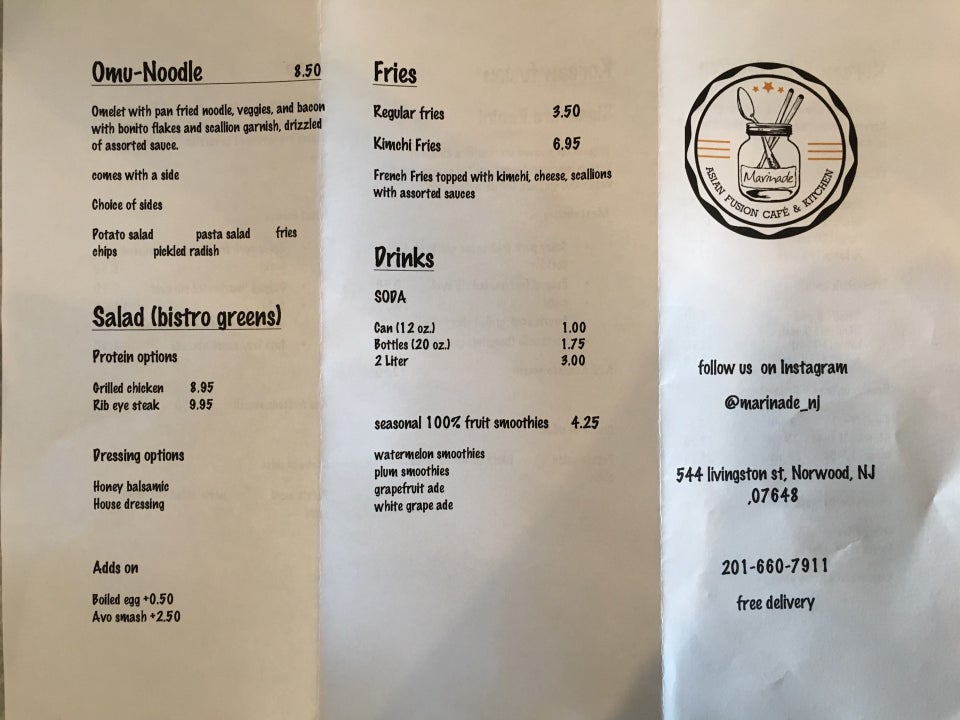 Omu-Noodle 8.50
Omelet with pan fried noodle, veggies, and bacon
with bonito flakes and scallion garnish, drizzled
of assorted sauce.
comes with a side
Choice of sides
Potato salad pasta salad fries
chips pickled radish
Salad (bistro greens)
Protein options
Grilled chicken 8.95
Rib eye steak 9.95
Dressing options
Honey balsamic
House dressing
Adds on
Boiled egg +0.50
Avo smash +2.50
Fries
Regular fries 3.50
Kimchi Fries 6.95
French Fries topped with kimchi, cheese, scallions
with assorted sauces
Drinks
SODA
Can (12 oz.) 1.00
Bottles (20 oz.) 1.75
2 Liter 3.00
seasonal 100% fruit smoothies 4.25
watermelon smoothies
plum smoothies
grapefruit ade
white grape ade
Marinade
ASIAN FUSION CAFÉ & KITCHEN
follow us on Instagram
@marinade_nj
544 livingston st, Norwood, NJ
,07648
201-660-7911
free delivery